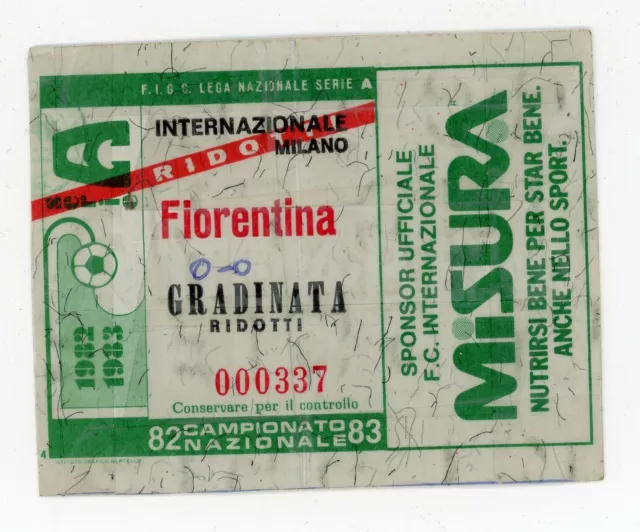 F.I.G.C. LEGA NAZIONALE SERIE A
A
INTERNAZIONALE
MILANO
RIDO
Fiorentina
0-0
GRADINATA
RIDOTTI
000337
Conservare per il controllo
1982
1983
82 CAMPIONATO NAZIONALE 83
4
SPONSOR UFFICIALE
F.C. INTERNAZIONALE
MiSURA
NUTRIRSI BENE PER STAR BENE.
ANCHE NELLO SPORT.